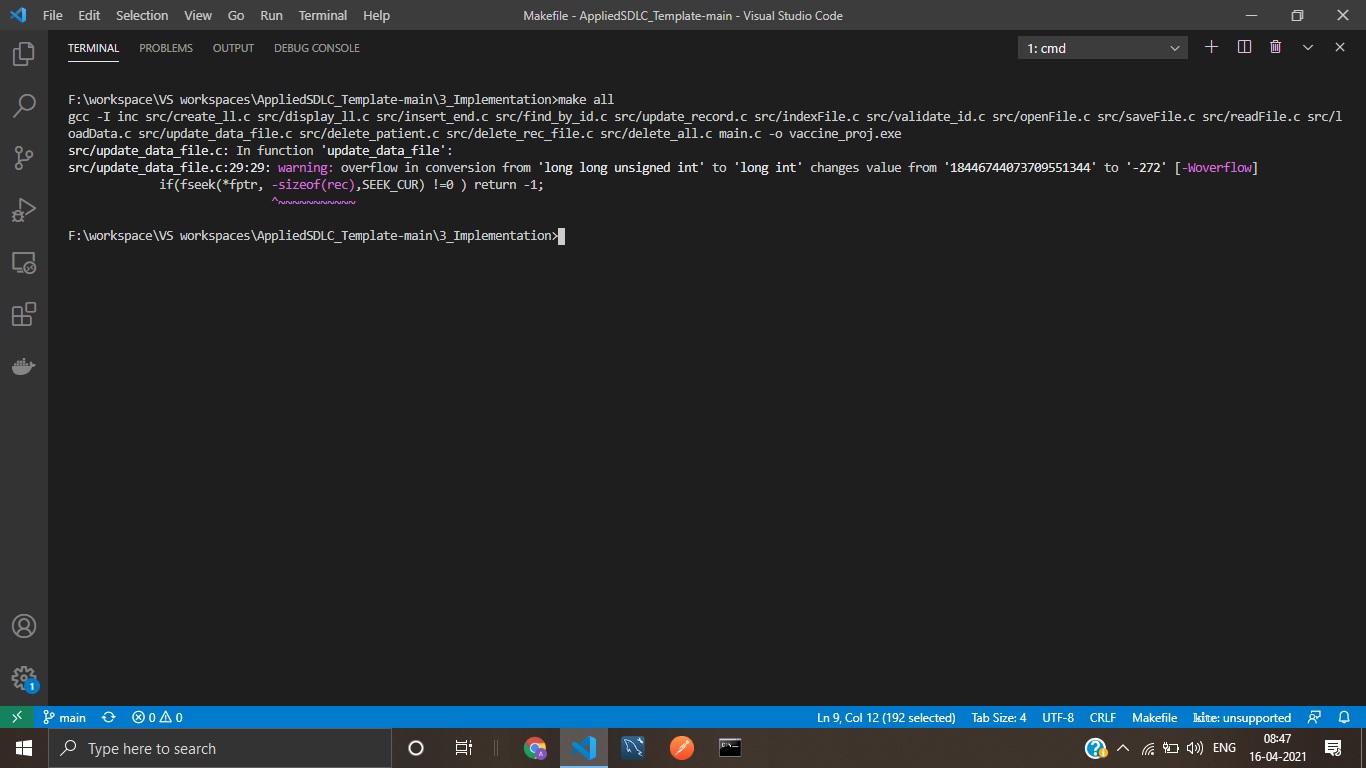 File Edit Selection View Go Run Terminal Help Makefile - AppliedSDLC_Template-main - Visual Studio Code
TERMINAL PROBLEMS OUTPUT DEBUG CONSOLE 1: cmd
F:\workspace\VS workspaces\AppliedSDLC_Template-main\3_Implementation>make all
gcc -I inc src/create_ll.c src/display_ll.c src/insert_end.c src/find_by_id.c src/update_record.c src/indexFile.c src/validate_id.c src/openFile.c src/saveFile.c src/readFile.c src/l
oadData.c src/update_data_file.c src/delete_patient.c src/delete_rec_file.c src/delete_all.c main.c -o vaccine_proj.exe
src/update_data_file.c: In function 'update_data_file':
src/update_data_file.c:29:29: warning: overflow in conversion from 'long long unsigned int' to 'long int' changes value from '18446744073709551344' to '-272' [-Woverflow]
if(fseek(*fptr, -sizeof(rec),SEEK_CUR) !=0 ) return -1;
^~~~~~~~~~~~
F:\workspace\VS workspaces\AppliedSDLC_Template-main\3_Implementation>
1
main 0 0 Ln 9, Col 12 (192 selected) Tab Size: 4 UTF-8 CRLF Makefile kite: unsupported
Type here to search ENG 08:47
16-04-2021